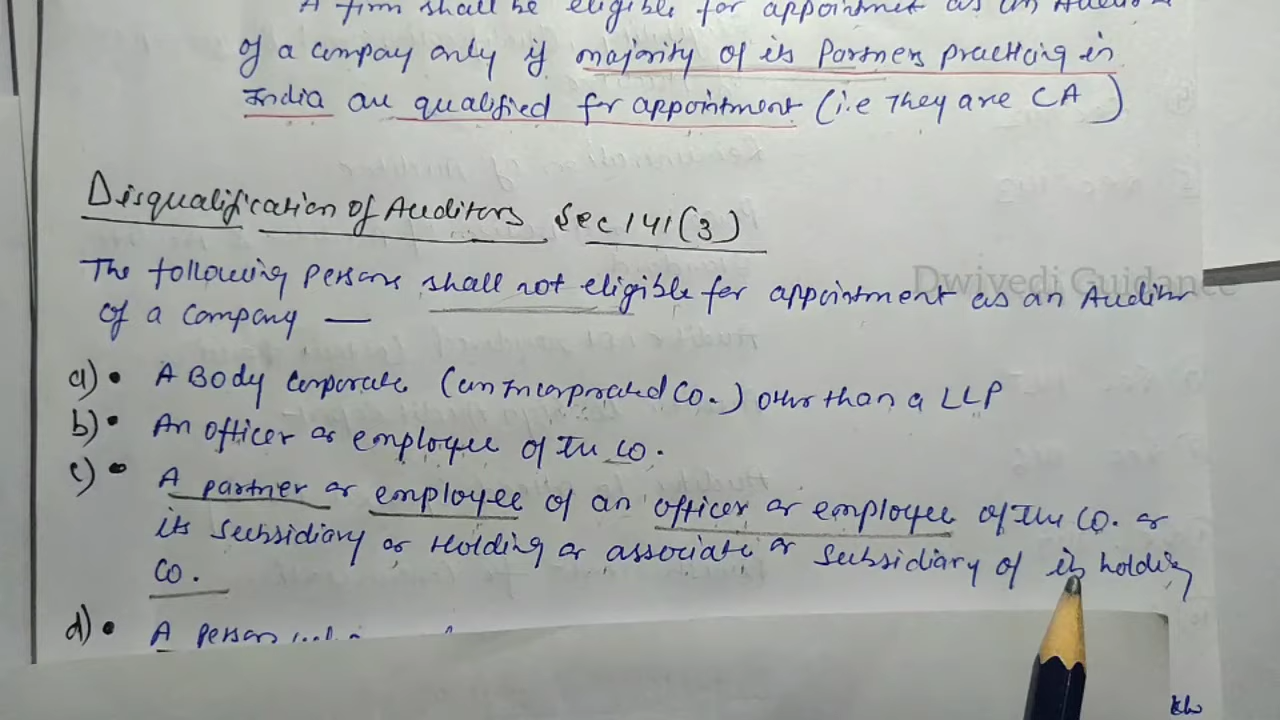 A firm shall be eligible for appointmet as an Auditor
of a compay only if majority of its Partners practicing in
India are qualified for appointment (i.e They are CA)
Disqualification of Auditors Sec 141(3)
The following Persons shall not eligible for appointment as an Auditor
of a company —
Dwivedi Guidance
a) • A Body Corporate (an Incorporated Co.) other than a LLP
b) • An officer or employee of The Co.
c) • A partner or employee of an officer or employee of The Co. or
its Subsidiary or Holding or associate or Subsidiary of its holding
Co.
d) • A Person